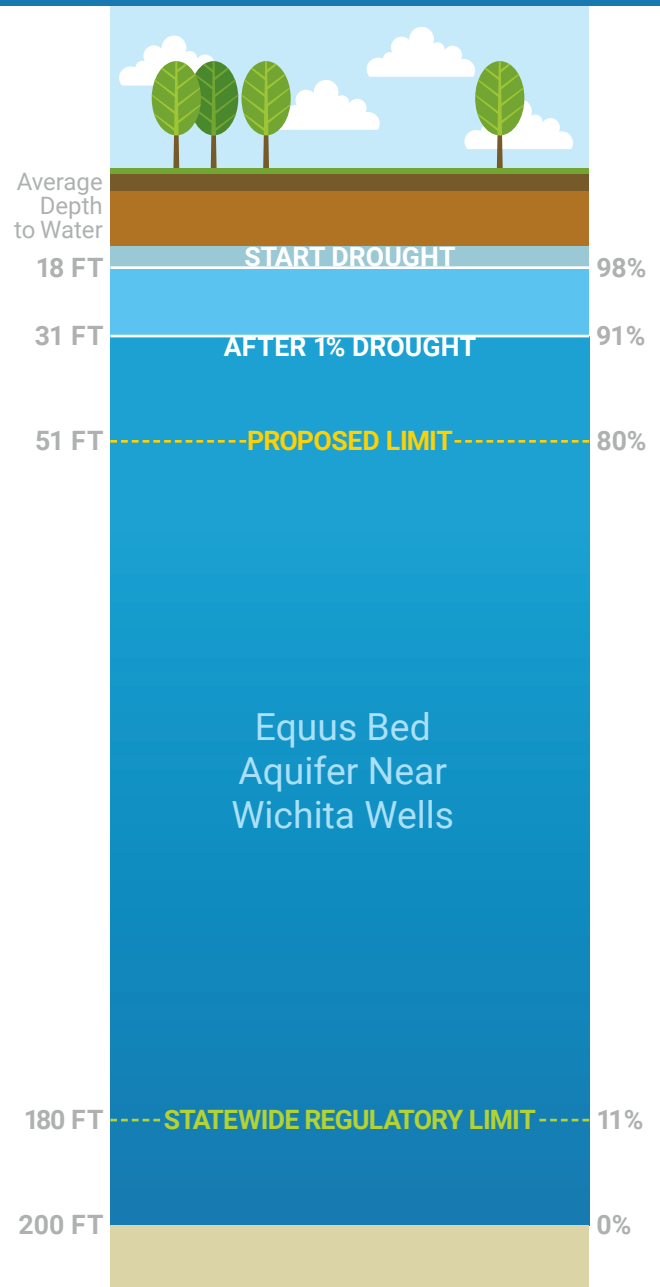 Average
Depth
to Water
START DROUGHT
18 FT
98%
31 FT
91%
AFTER 1% DROUGHT
51 FT
PROPOSED LIMIT
80%
Equus Bed
Aquifer Near
Wichita Wells
180 FT
STATEWIDE REGULATORY LIMIT
11%
200 FT
0%